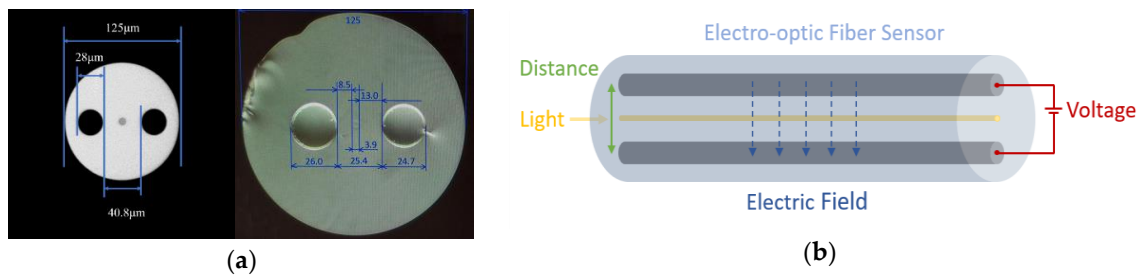 125μm
28μm
40.8μm
125
8.5
13.0
3.9
26.0
25.4
24.7
(a)
Electro-optic Fiber Sensor
Distance
Light
Voltage
Electric Field
(b)